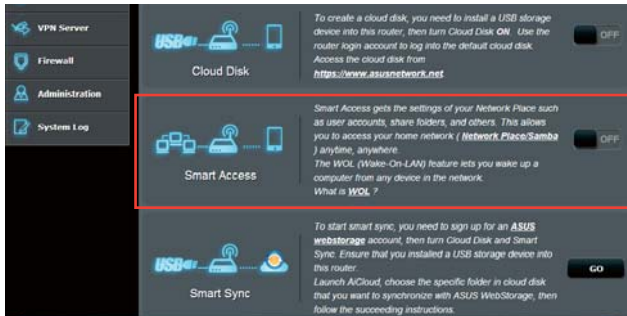 VPN Server
Firewall
Administration
System Log
To create a cloud disk, you need to install a USB storage
device into this router, then turn Cloud Disk ON. Use the
router login account to log into the default cloud disk.
Access the cloud disk from
https://www.asusnetwork.net.
USB
Cloud Disk
OFF
Smart Access gets the settings of your Network Place such
as user accounts, share folders, and others. This allows
you to access your home network ( Network Place/Samba
) anytime, anywhere.
The WOL (Wake-On-LAN) feature lets you wake up a
computer from any device in the network.
What is WOL ?
Smart Access
OFF
To start smart sync, you need to sign up for an ASUS
webstorage account, then turn Cloud Disk and Smart
Sync. Ensure that you installed a USB storage device into
this router.
Launch AiCloud, choose the specific folder in cloud disk
that you want to synchronize with ASUS WebStorage, then
follow the succeeding instructions.
USB
Smart Sync
GO